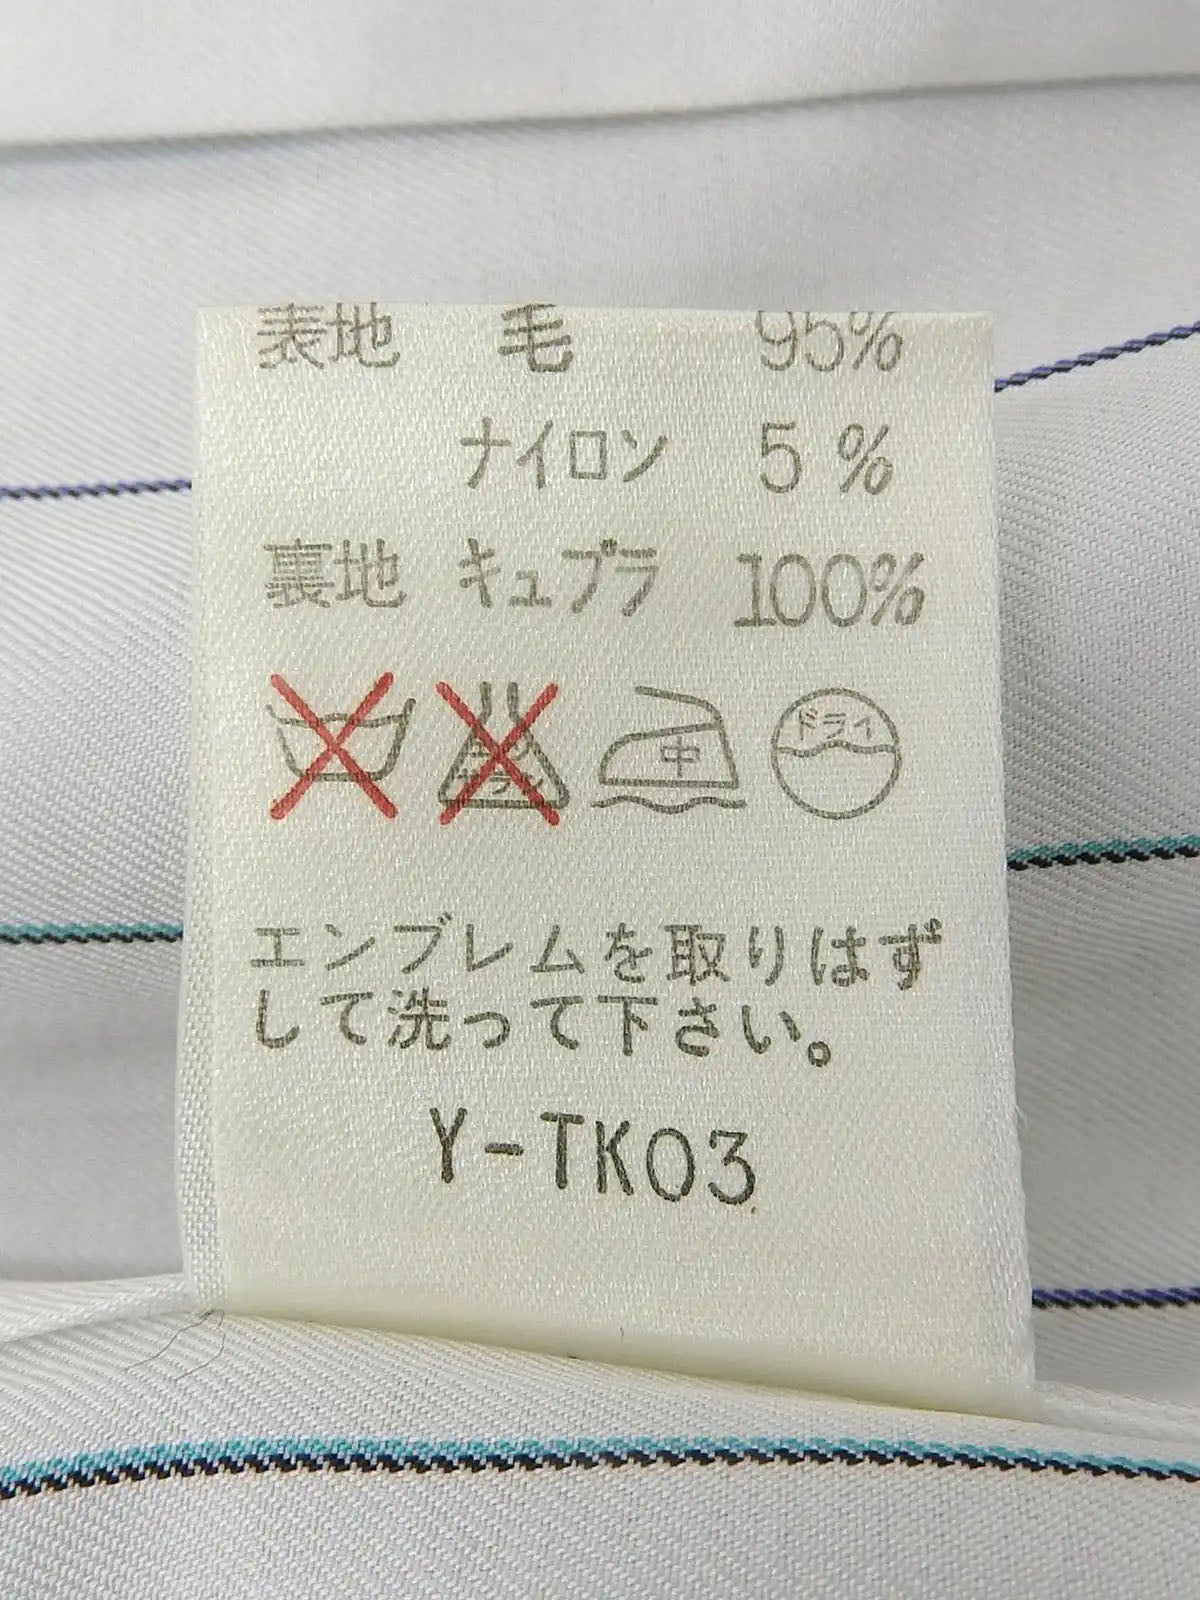 表地 毛 95%
ナイロン 5%
裏地 キュプラ 100%
中 ドライ
エンブレムを取りはず
して洗って下さい。
Y-TK03